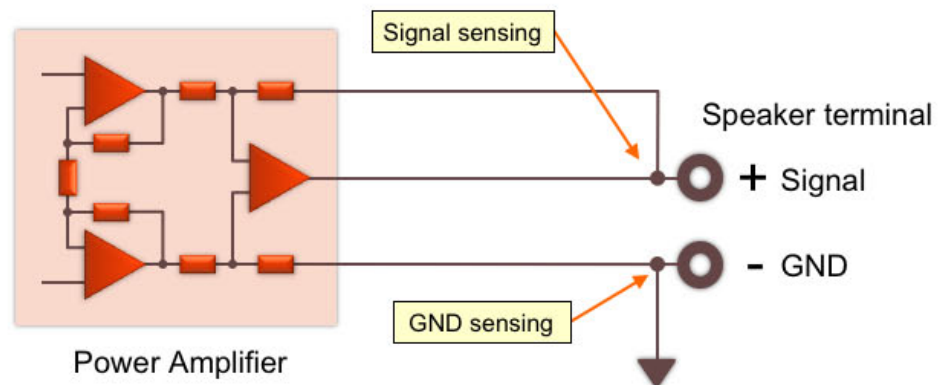 Signal sensing
Speaker terminal
+ Signal
- GND
GND sensing
Power Amplifier